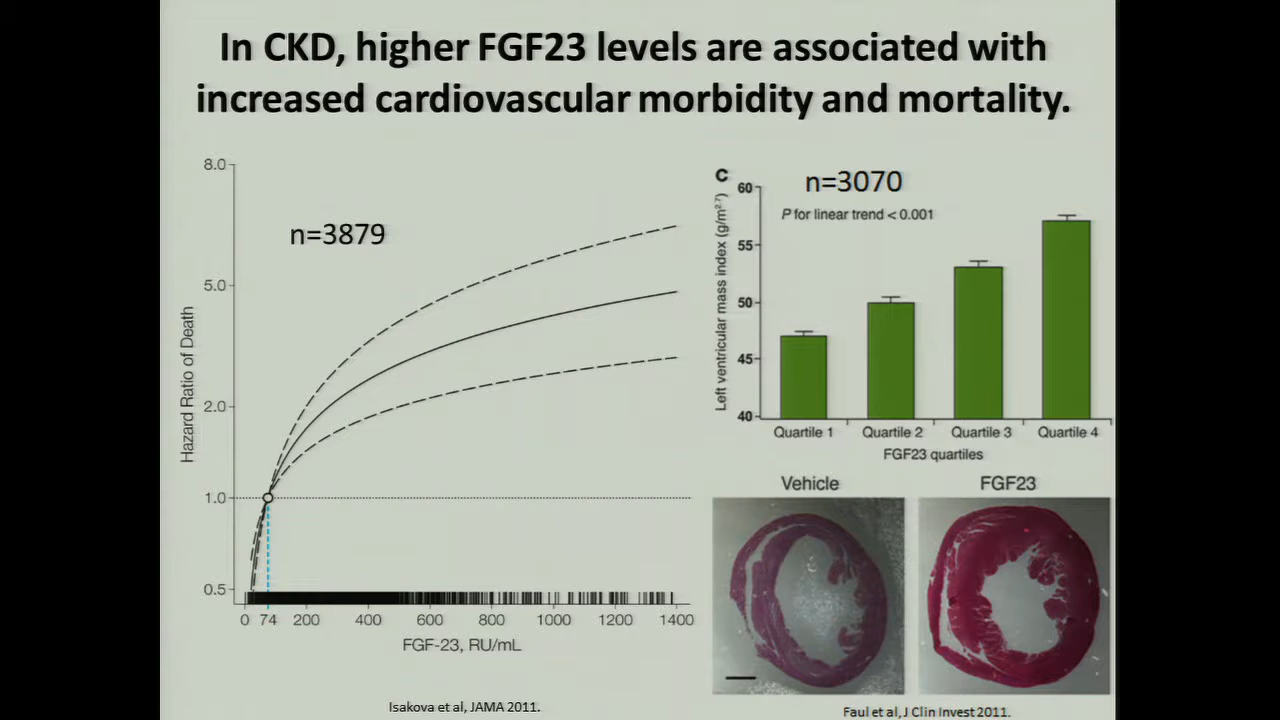 In CKD, higher FGF23 levels are associated with
increased cardiovascular morbidity and mortality.
8.0
5.0
2.0
1.0
0.5
Hazard Ratio of Death
n=3879
0 74 200 400 600 800 1000 1200 1400
FGF-23, RU/mL
Isakova et al, JAMA 2011.
C
n=3070
P for linear trend < 0.001
60
55
50
45
40
Left ventricular mass index (g/m2.7)
Quartile 1 Quartile 2 Quartile 3 Quartile 4
FGF23 quartiles
Vehicle FGF23
Faul et al, J Clin Invest 2011.